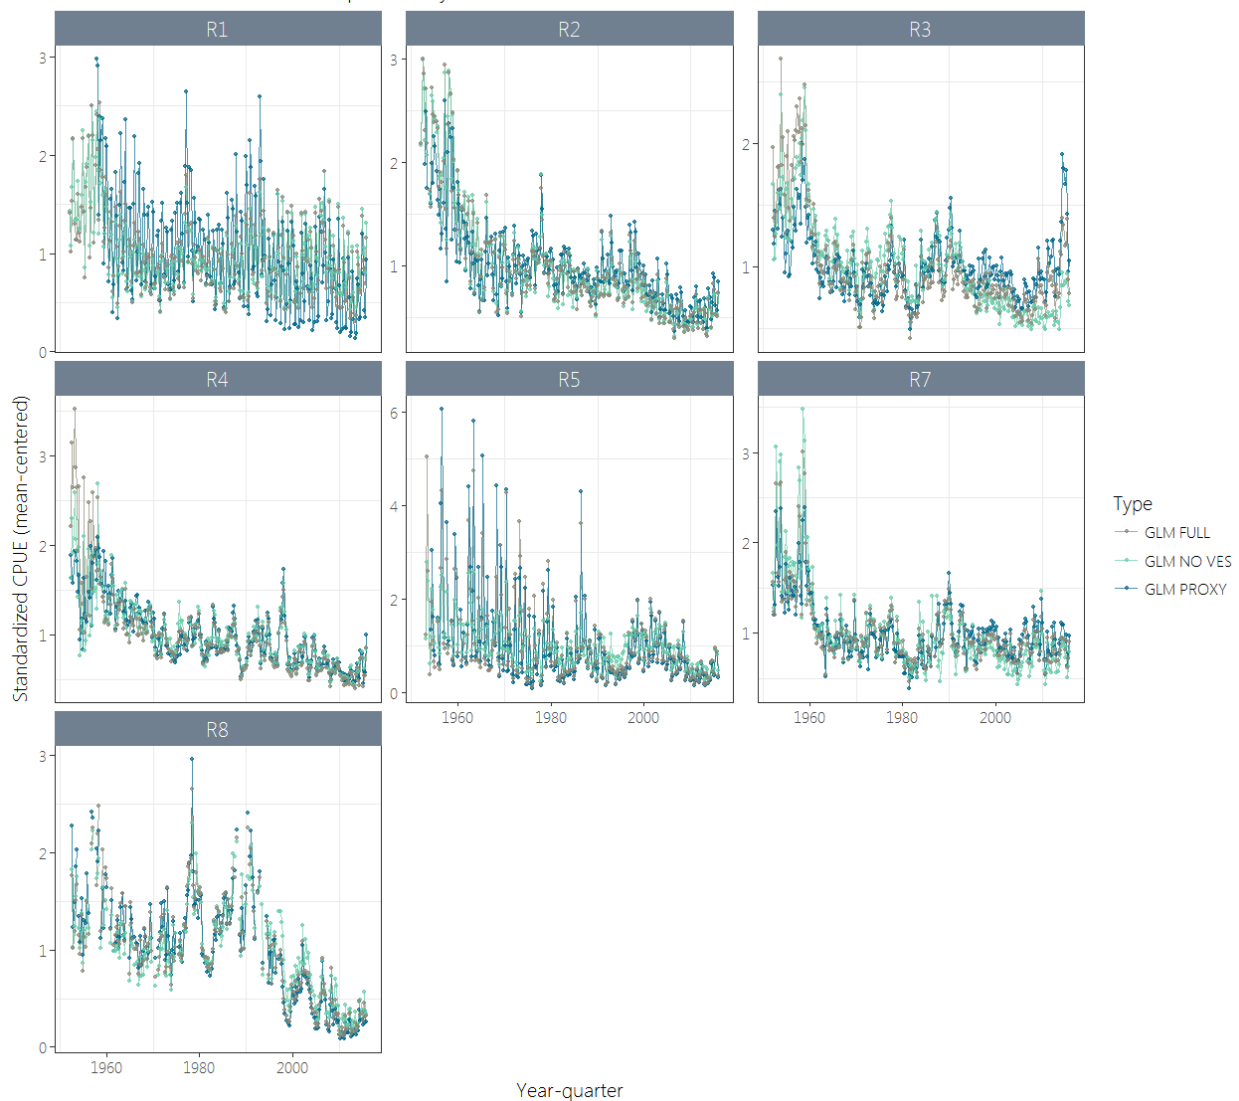 R1 R2 R3
3 3
2 2 2
1 1 1
0
R4 R5 R7
6
3 3
4
2 2
2
1 1
0
1960 1980 2000 1960 1980 2000
R8
3
2
1
0
1960 1980 2000
Standardized CPUE (mean-centered)
Year-quarter
Type
GLM FULL
GLM NO VES
GLM PROXY